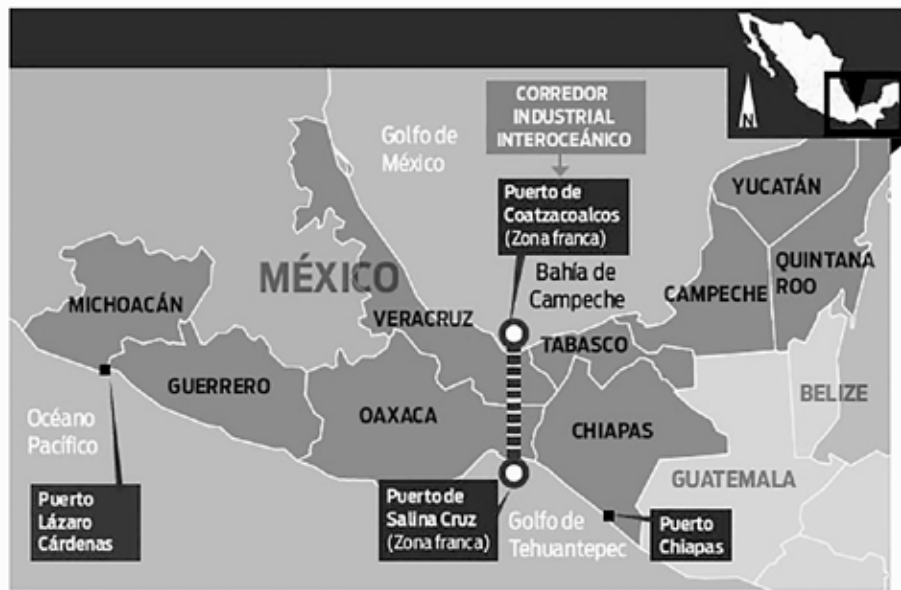 N
CORREDOR
INDUSTRIAL
INTEROCEÁNICO
Golfo de
México
Puerto de
Coatzacoalcos
(Zona franca)
YUCATÁN
MÉXICO
Bahía de
Campeche
QUINTANA
ROO
CAMPECHE
MICHOACÁN
VERACRUZ
TABASCO
GUERRERO
OAXACA
CHIAPAS
BELIZE
Océano
Pacífico
GUATEMALA
Puerto
Lázaro
Cárdenas
Puerto de
Salina Cruz
(Zona franca)
Golfo de
Tehuantepec
Puerto
Chiapas